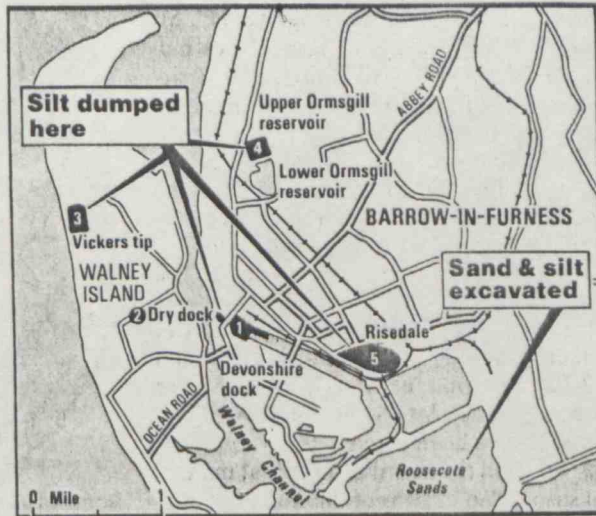 Silt dumped
here
Upper Ormsgill
reservoir
ABBEY ROAD
4
Lower Ormsgill
reservoir
3
Vickers tip
BARROW-IN-FURNESS
WALNEY
ISLAND
Sand & silt
excavated
2 Dry dock
1
Risedale
5
Devonshire
dock
OCEAN ROAD
Walney Channel
Roosecote
Sands
0 Mile 1